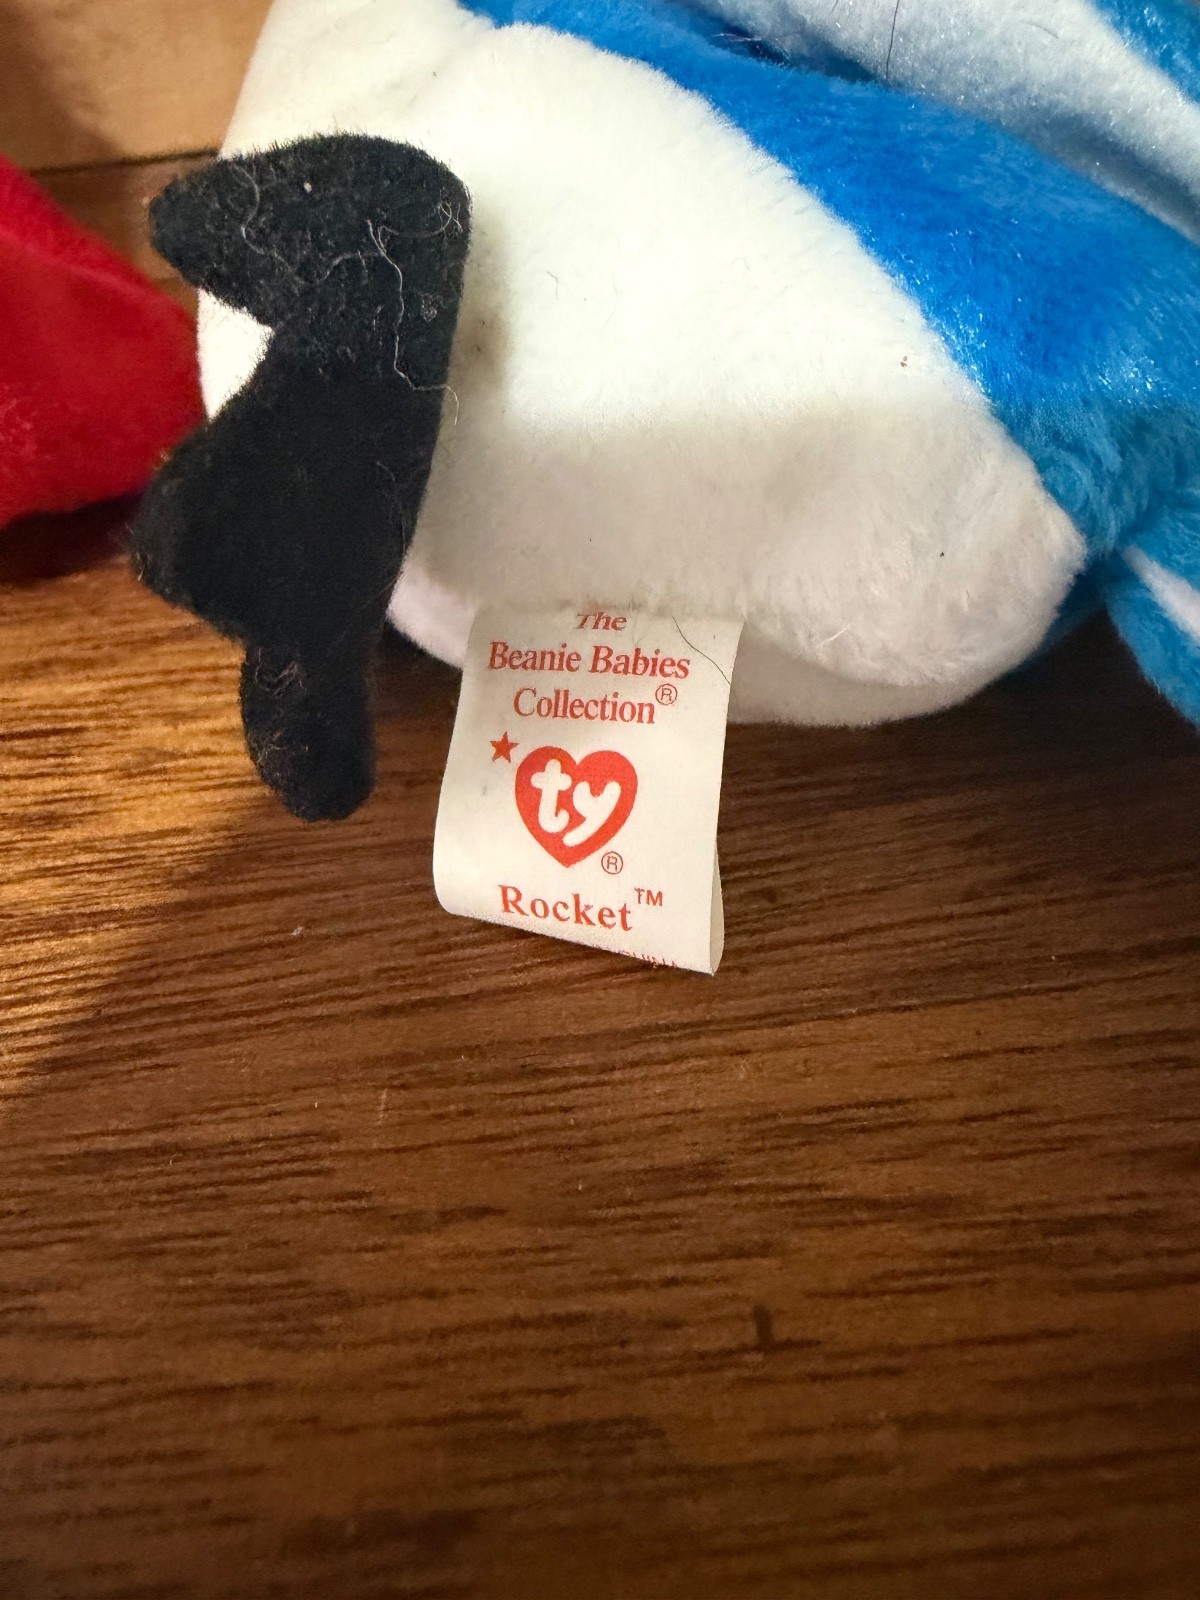 The
Beanie Babies
Collection®
★ ty®
Rocket™